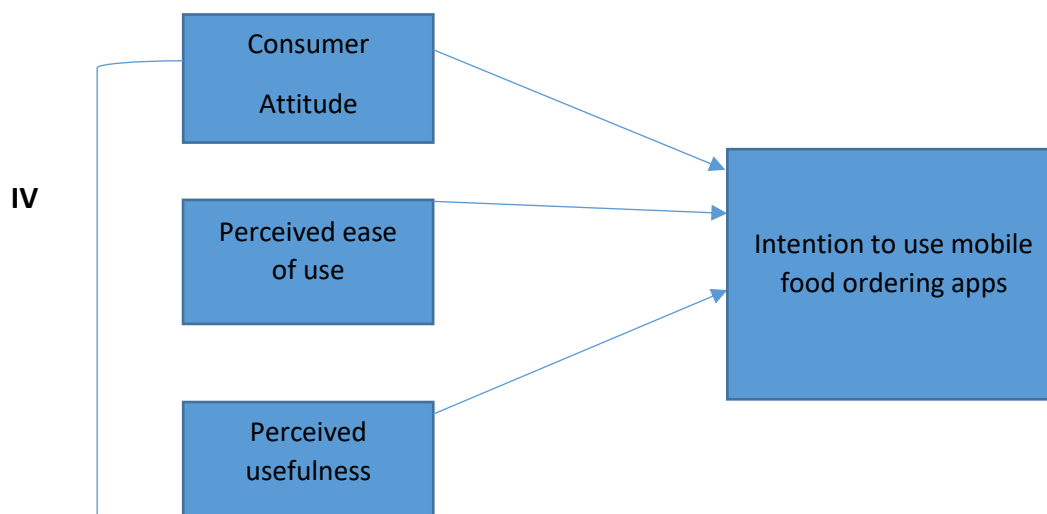 Consumer
Attitude
IV
Perceived ease
of use
Intention to use mobile
food ordering apps
Perceived
usefulness